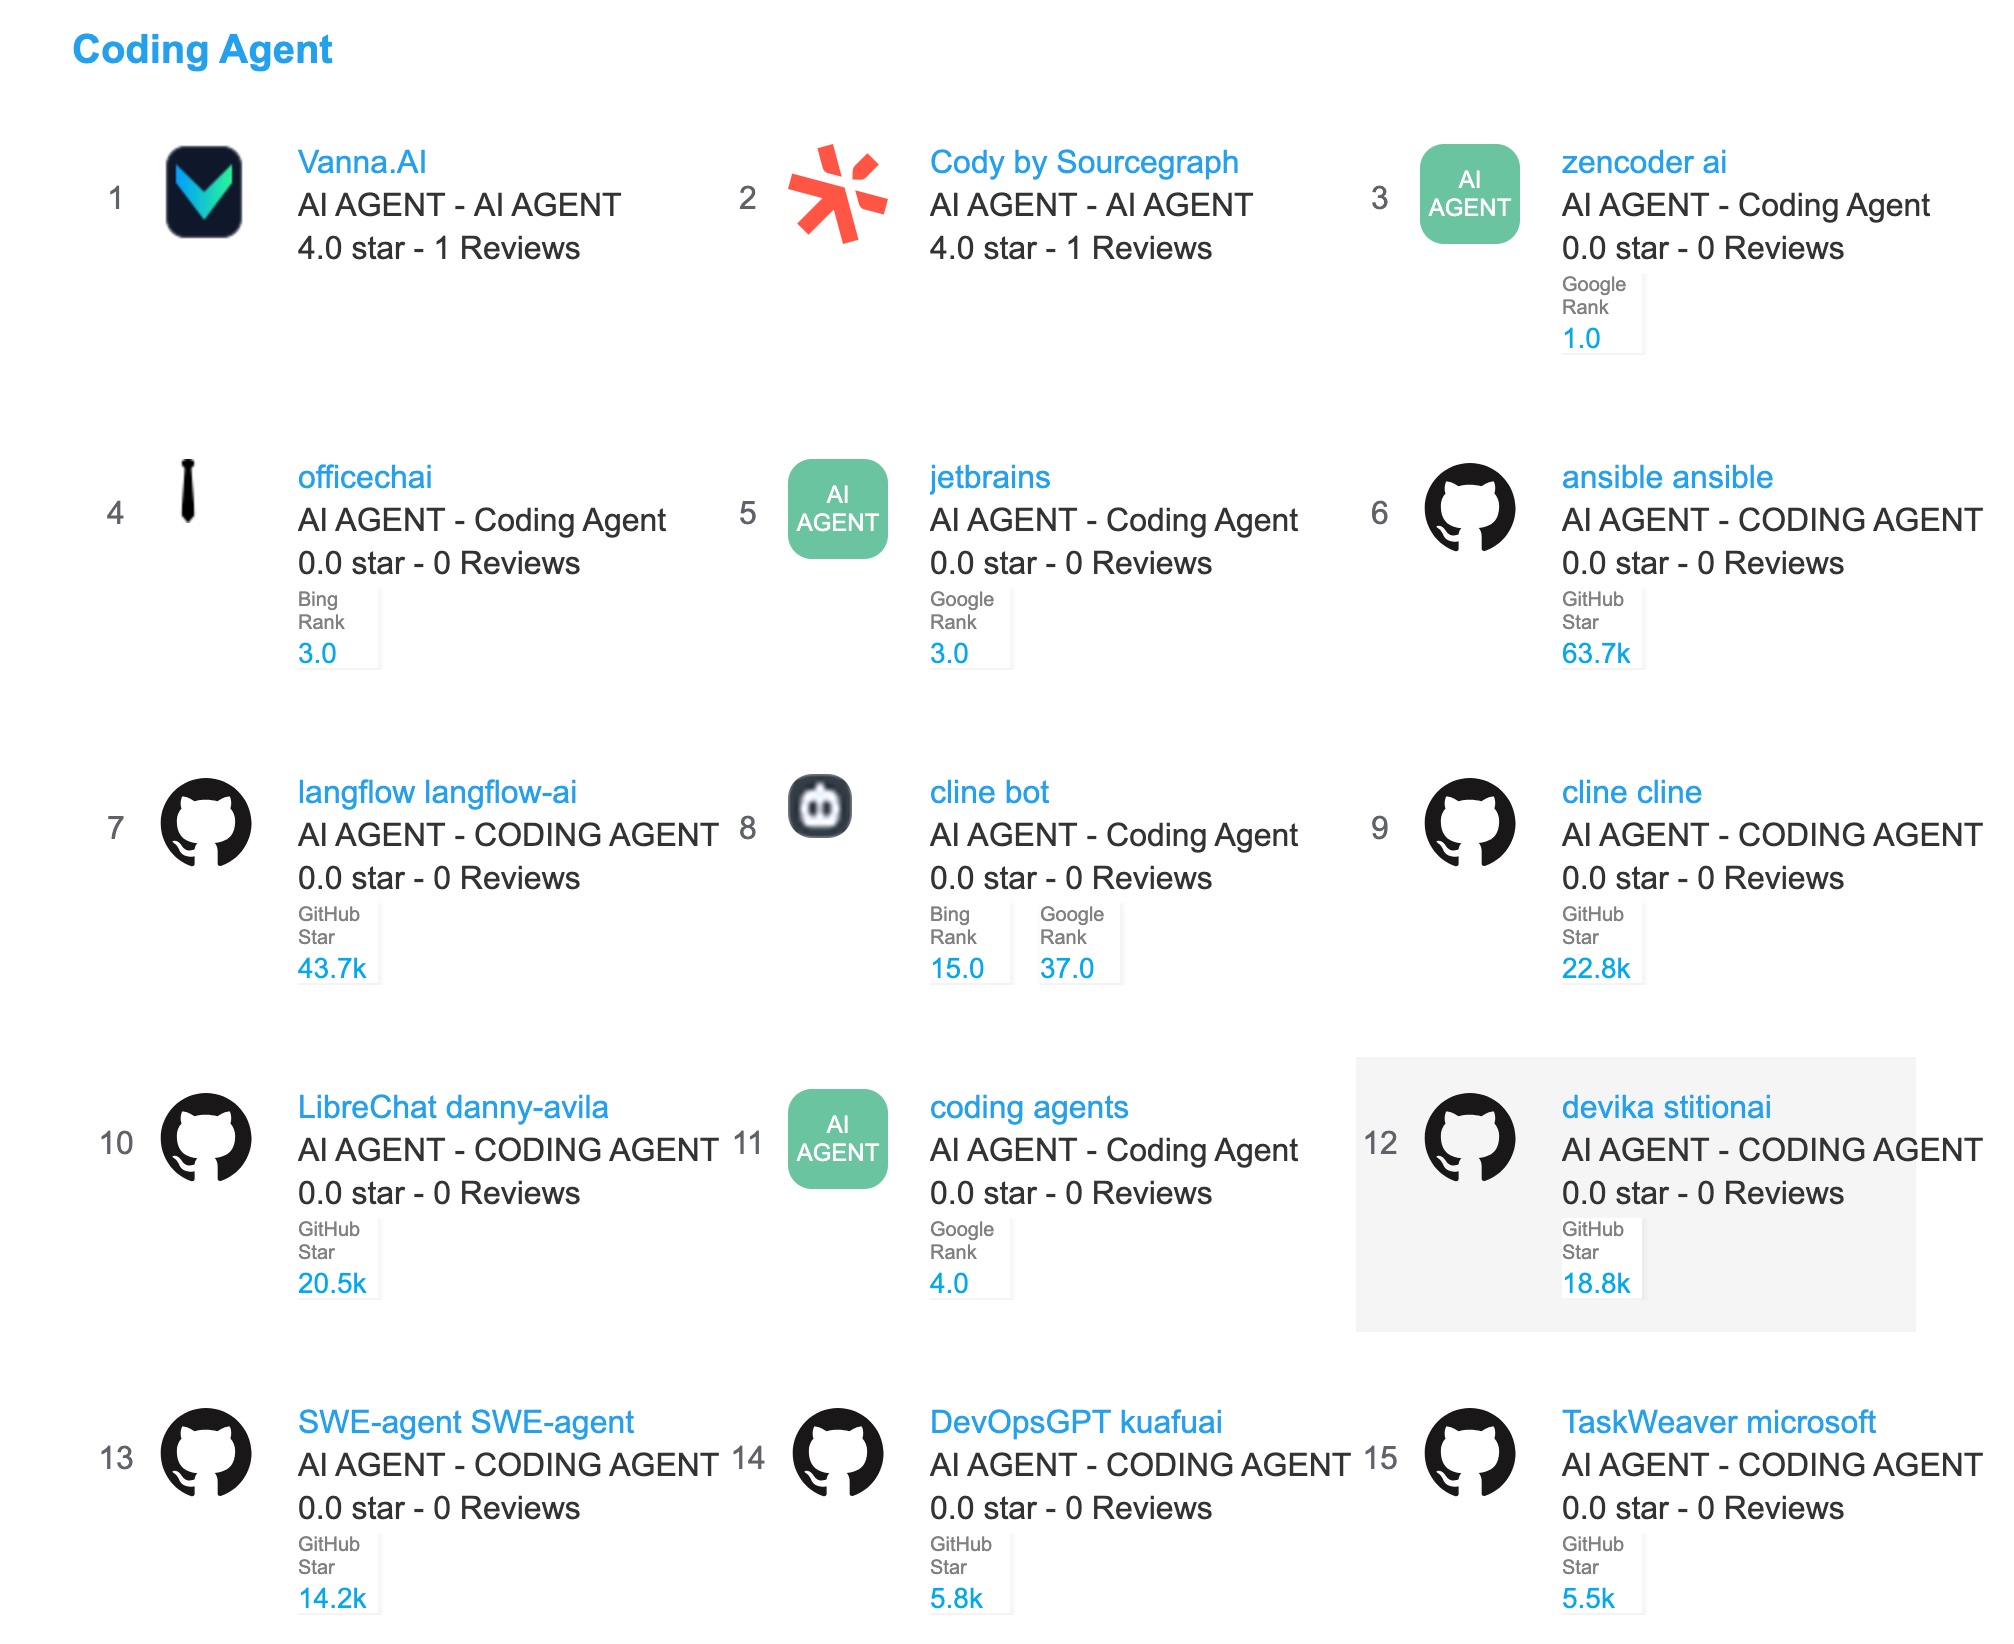 Coding Agent
1
Vanna.AI
AI AGENT - AI AGENT
4.0 star - 1 Reviews
2
Cody by Sourcegraph
AI AGENT - AI AGENT
4.0 star - 1 Reviews
3
AI
AGENT
zencoder ai
AI AGENT - Coding Agent
0.0 star - 0 Reviews
Google
Rank
1.0
4
officechai
AI AGENT - Coding Agent
0.0 star - 0 Reviews
Bing
Rank
3.0
5
AI
AGENT
jetbrains
AI AGENT - Coding Agent
0.0 star - 0 Reviews
Google
Rank
3.0
6
ansible ansible
AI AGENT - CODING AGENT
0.0 star - 0 Reviews
GitHub
Star
63.7k
7
langflow langflow-ai
AI AGENT - CODING AGENT
0.0 star - 0 Reviews
GitHub
Star
43.7k
8
cline bot
AI AGENT - Coding Agent
0.0 star - 0 Reviews
Bing
Rank
15.0
Google
Rank
37.0
9
cline cline
AI AGENT - CODING AGENT
0.0 star - 0 Reviews
GitHub
Star
22.8k
10
LibreChat danny-avila
AI AGENT - CODING AGENT
0.0 star - 0 Reviews
GitHub
Star
20.5k
11
AI
AGENT
coding agents
AI AGENT - Coding Agent
0.0 star - 0 Reviews
Google
Rank
4.0
12
devika stitionai
AI AGENT - CODING AGENT
0.0 star - 0 Reviews
GitHub
Star
18.8k
13
SWE-agent SWE-agent
AI AGENT - CODING AGENT
0.0 star - 0 Reviews
GitHub
Star
14.2k
14
DevOpsGPT kuafuai
AI AGENT - CODING AGENT
0.0 star - 0 Reviews
GitHub
Star
5.8k
15
TaskWeaver microsoft
AI AGENT - CODING AGENT
0.0 star - 0 Reviews
GitHub
Star
5.5k